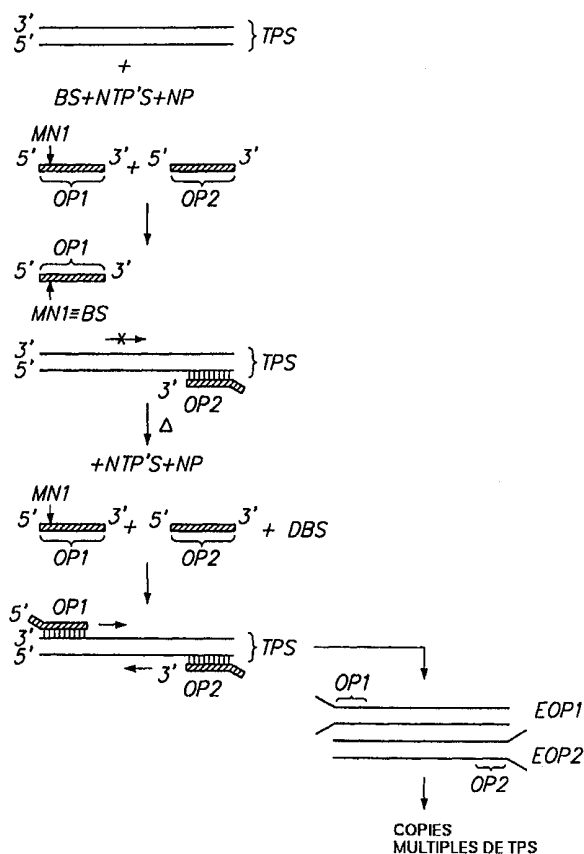 3'
5' } TPS
+
BS+NTP'S+NP
MN1
5' 3' + 5' 3'
OP1 OP2
OP1
5' 3'
MN1≡BS
3'
5' } TPS
3' OP2
Δ
+NTP'S+NP
MN1
5' 3' + 5' 3' + DBS
OP1 OP2
5' OP1
3'
5' } TPS
3' OP2
OP1
EOP1
EOP2
OP2
COPIES
MULTIPLES DE TPS